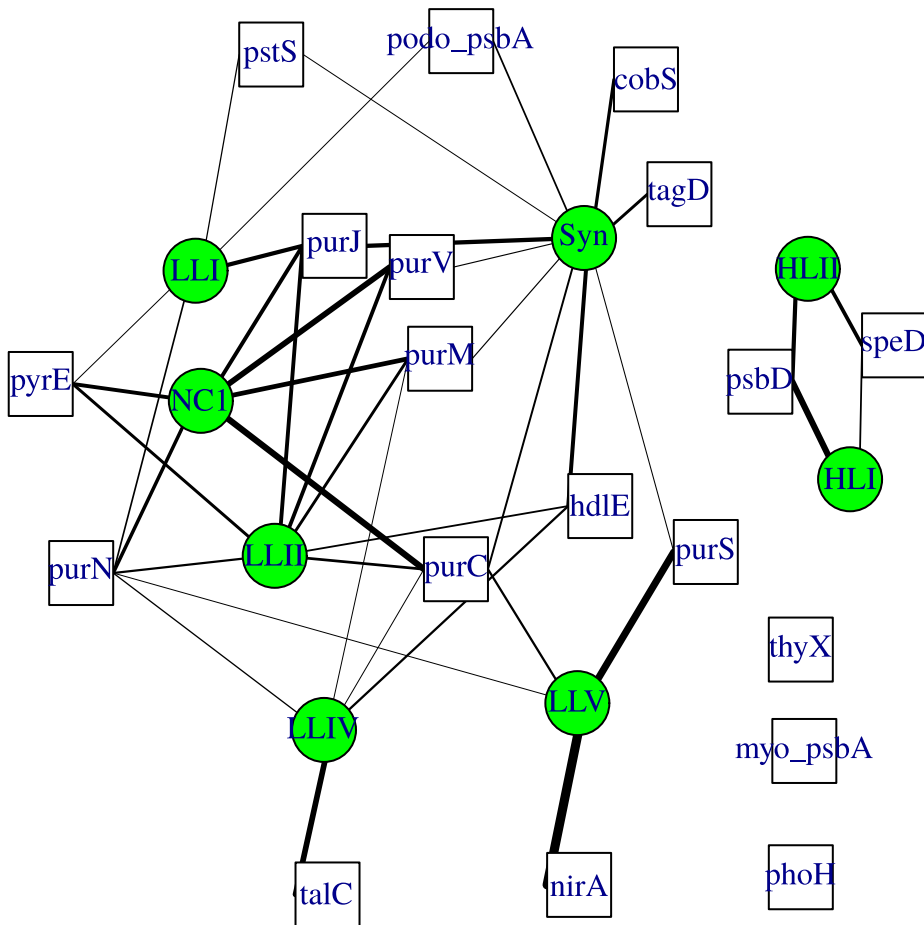 podo_psbA
pstS
cobS
tagD
purJ
Syn
purV
LLI
HLII
speD
purM
pyrE
psbD
NC1
HLI
hdlE
LLII
purS
purN
purC
thyX
LLV
LLIV
myo_psbA
phoH
nirA
talC